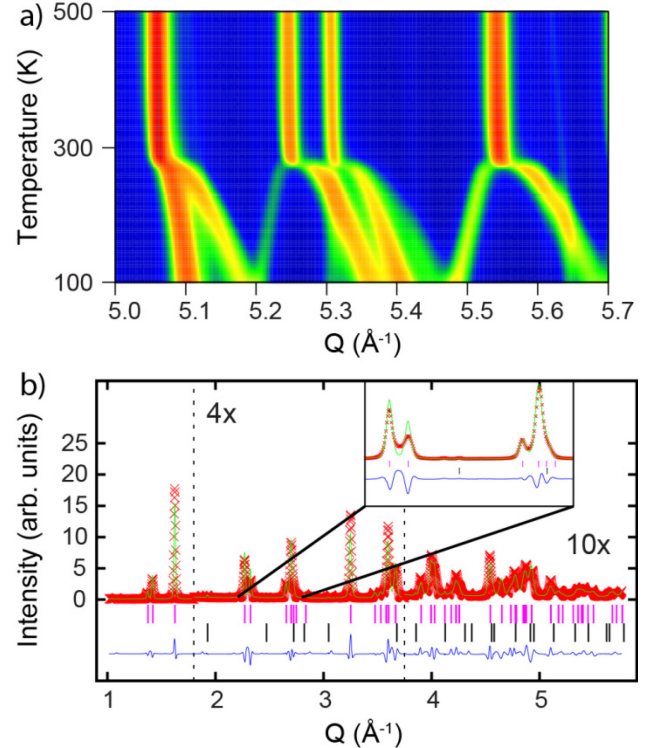 a)
500
300
100
Temperature (K)
5.0 5.1 5.2 5.3 5.4 5.5 5.6 5.7
Q (Å-1)
b)
4x
10x
25
20
15
10
5
0
Intensity (arb. units)
1 2 3 4 5
Q (Å-1)